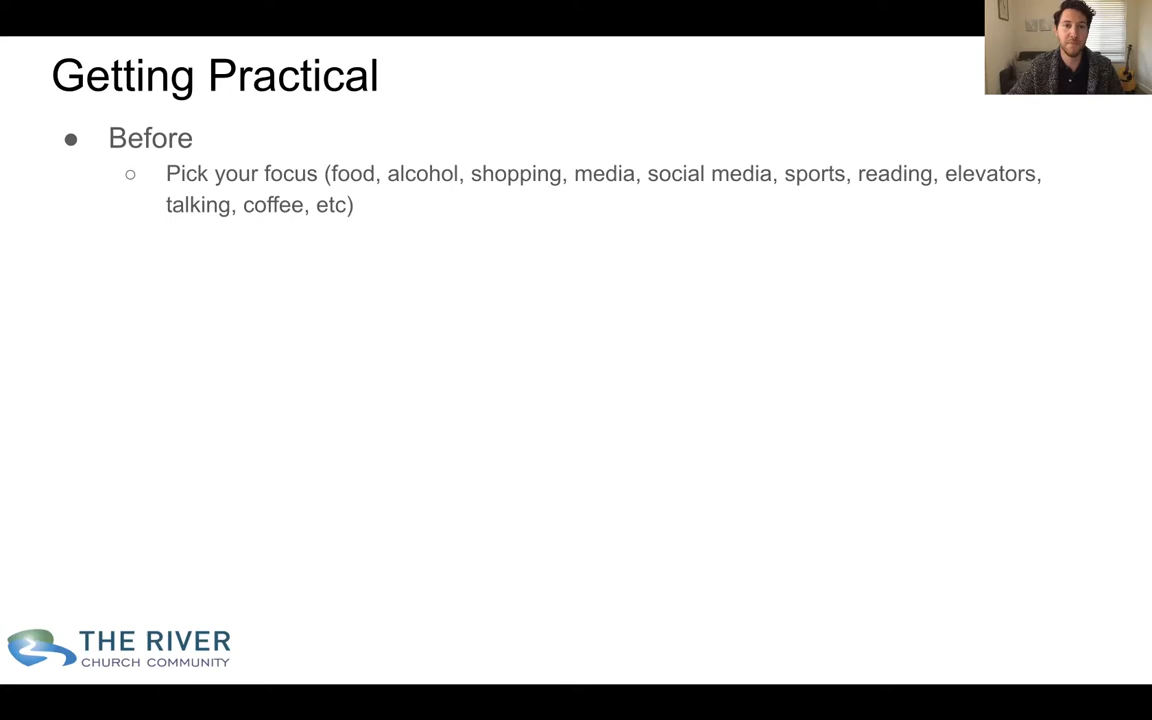 Getting Practical
● Before
○ Pick your focus (food, alcohol, shopping, media, social media, sports, reading, elevators,
talking, coffee, etc)
THE RIVER
CHURCH COMMUNITY